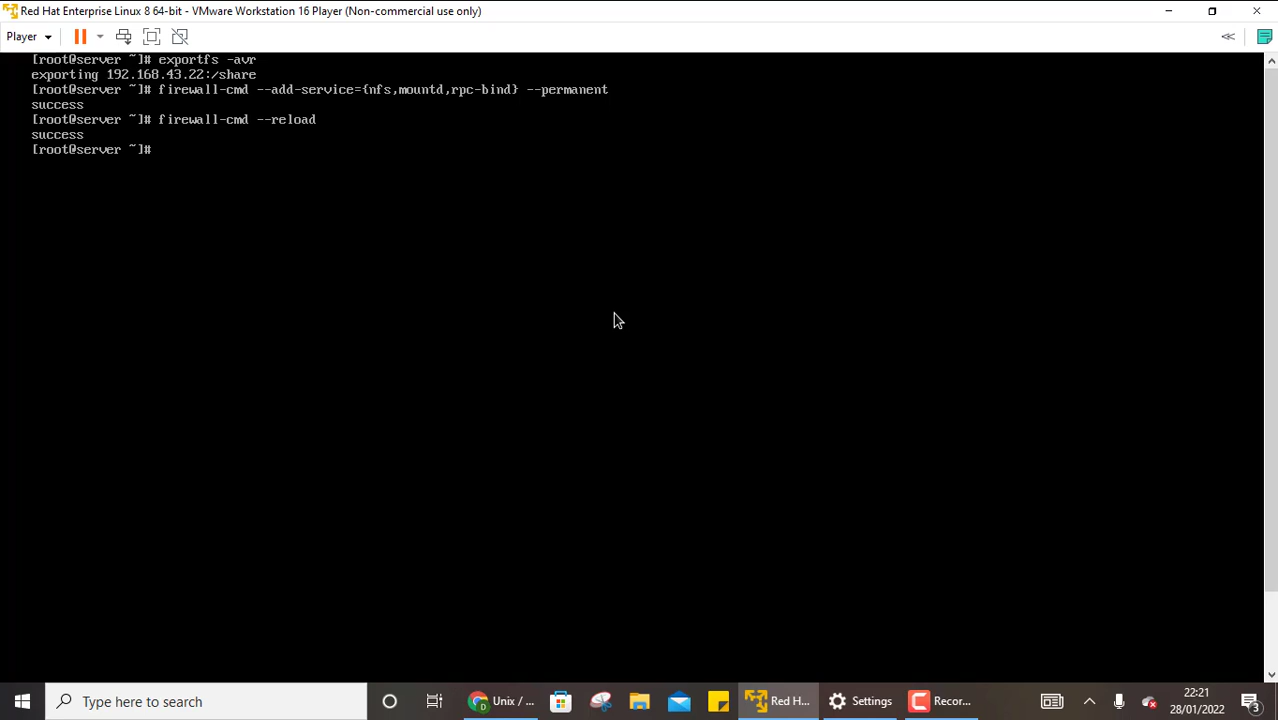 Red Hat Enterprise Linux 8 64-bit - VMware Workstation 16 Player (Non-commercial use only)
Player
[root@server ~]# exportfs -avr
exporting 192.168.43.22:/share
[root@server ~]# firewall-cmd --add-service={nfs,mountd,rpc-bind} --permanent
success
[root@server ~]# firewall-cmd --reload
success
[root@server ~]#
Type here to search
Unix / ...
Red H...
Settings
Recor...
22:21
28/01/2022
3